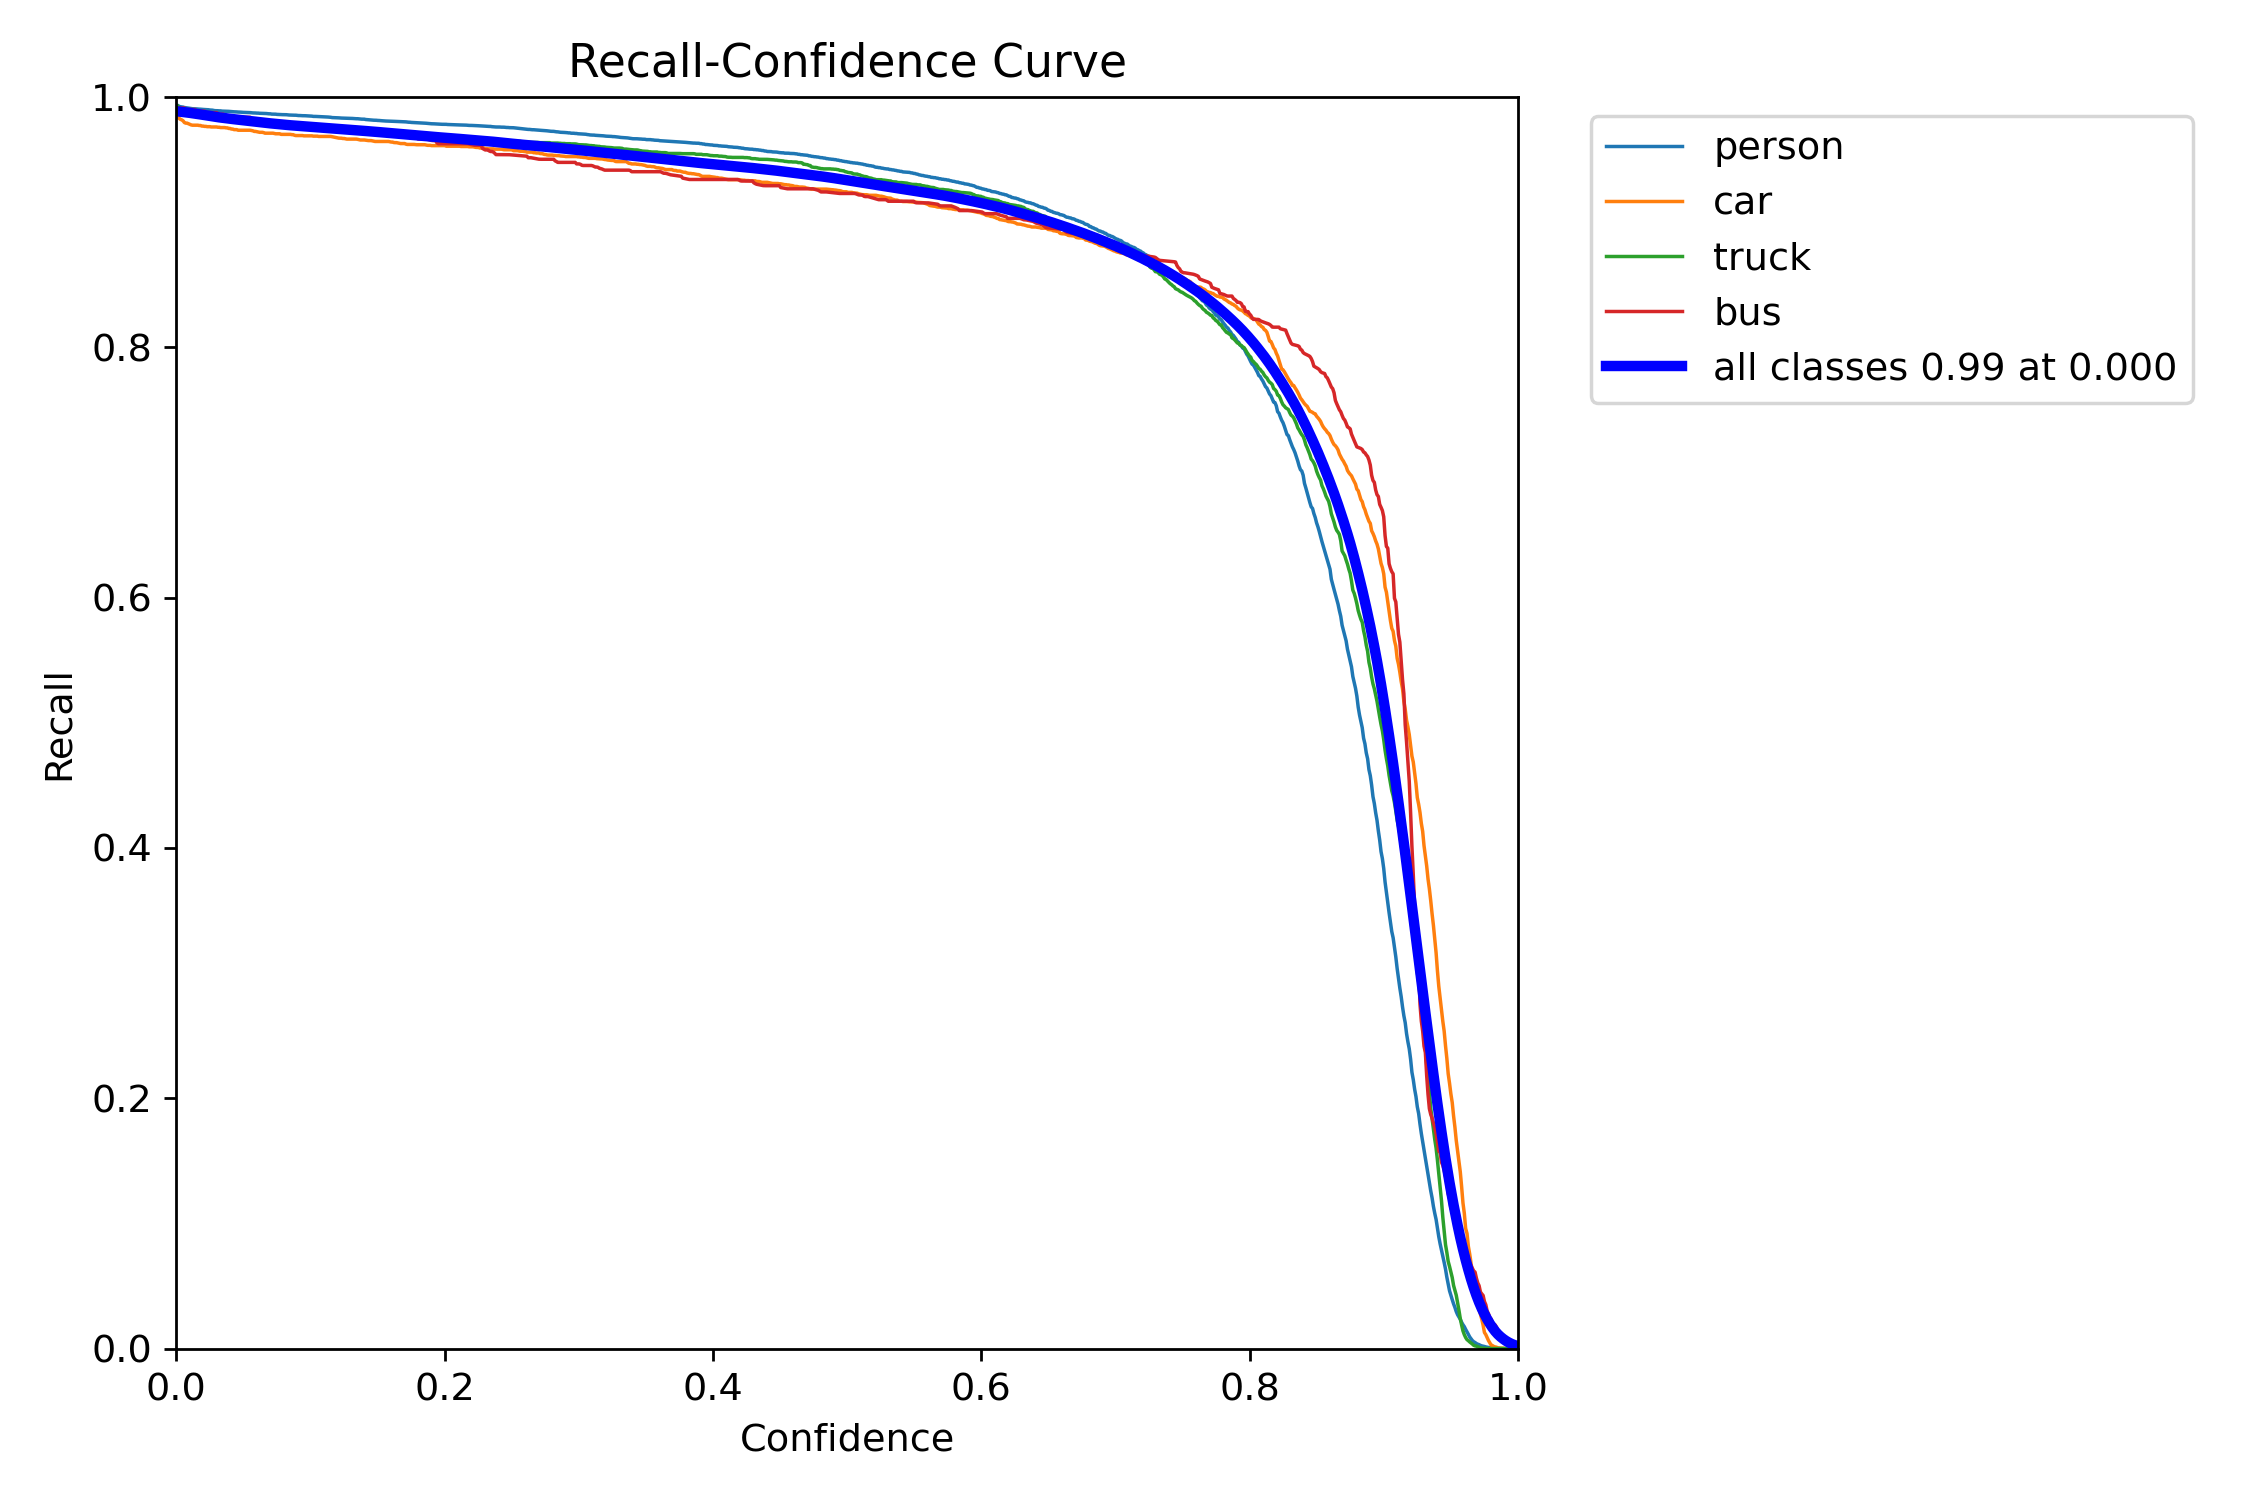 Recall-Confidence Curve
1.0
0.8
0.6
0.4
0.2
0.0
Recall
0.0 0.2 0.4 0.6 0.8 1.0
Confidence
person
car
truck
bus
all classes 0.99 at 0.000